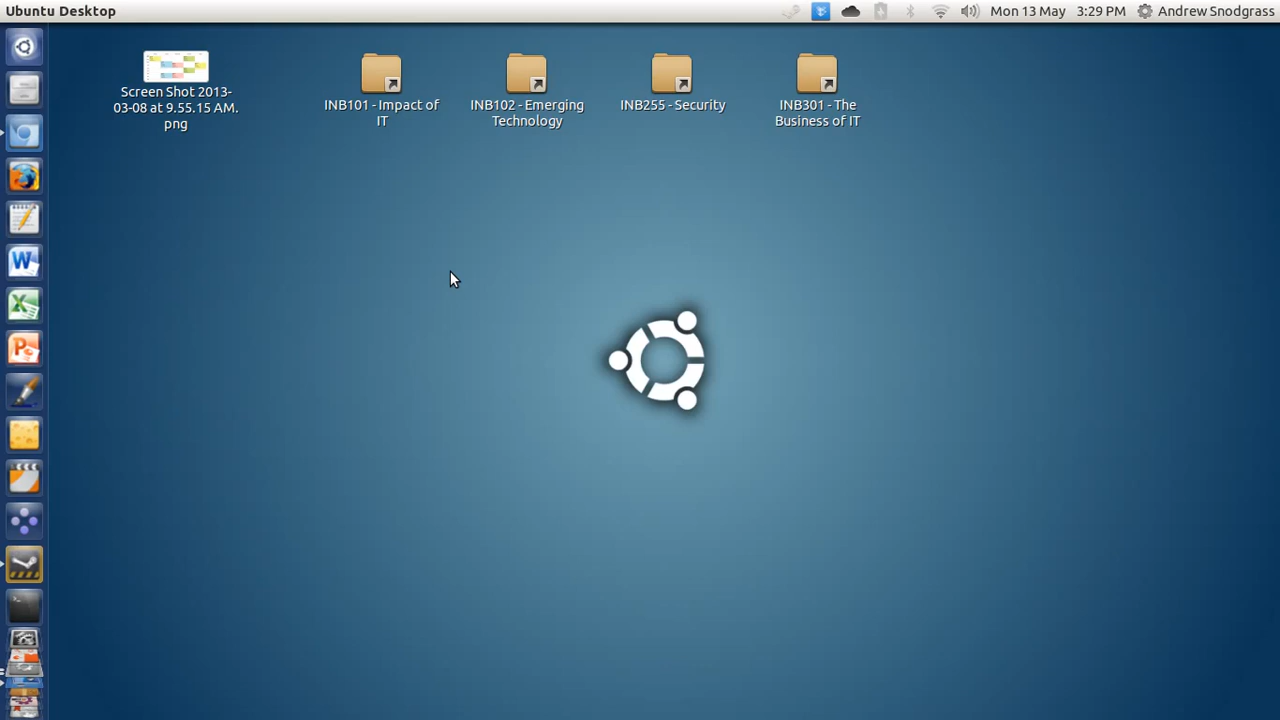 Ubuntu Desktop
Mon 13 May 3:29 PM Andrew Snodgrass
Screen Shot 2013-
03-08 at 9.55.15 AM.
png
INB101 - Impact of
IT
INB102 - Emerging
Technology
INB255 - Security
INB301 - The
Business of IT
W
X
P
>_